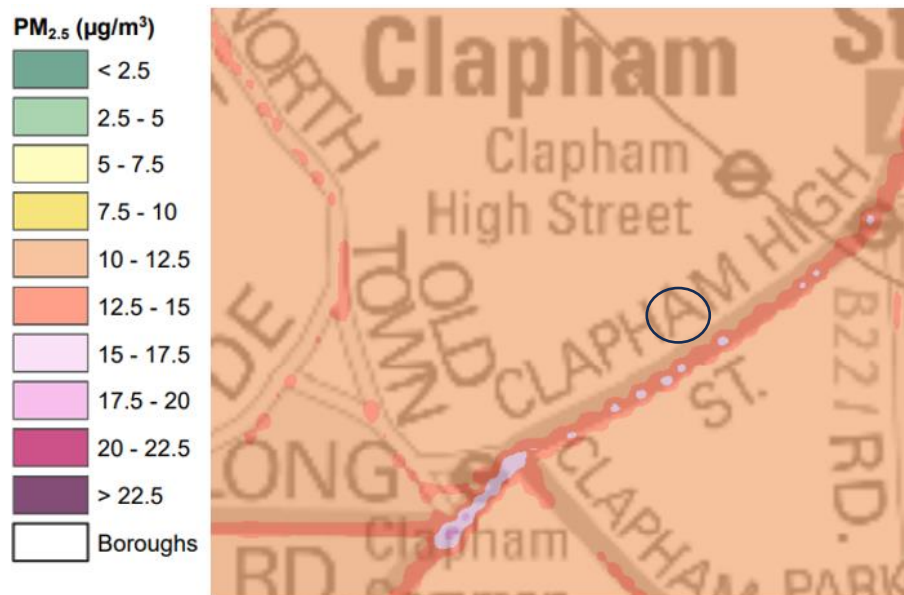 PM2.5 (µg/m³)
< 2.5
2.5 - 5
5 - 7.5
7.5 - 10
10 - 12.5
12.5 - 15
15 - 17.5
17.5 - 20
20 - 22.5
> 22.5
Boroughs
NORTH
Clapham
St
Clapham
High Street
OLD
TOWN
CLAPHAM HIGH
ST.
DE
B221
RD.
LONG
RD
Clapham
CLAPHAM
PARK